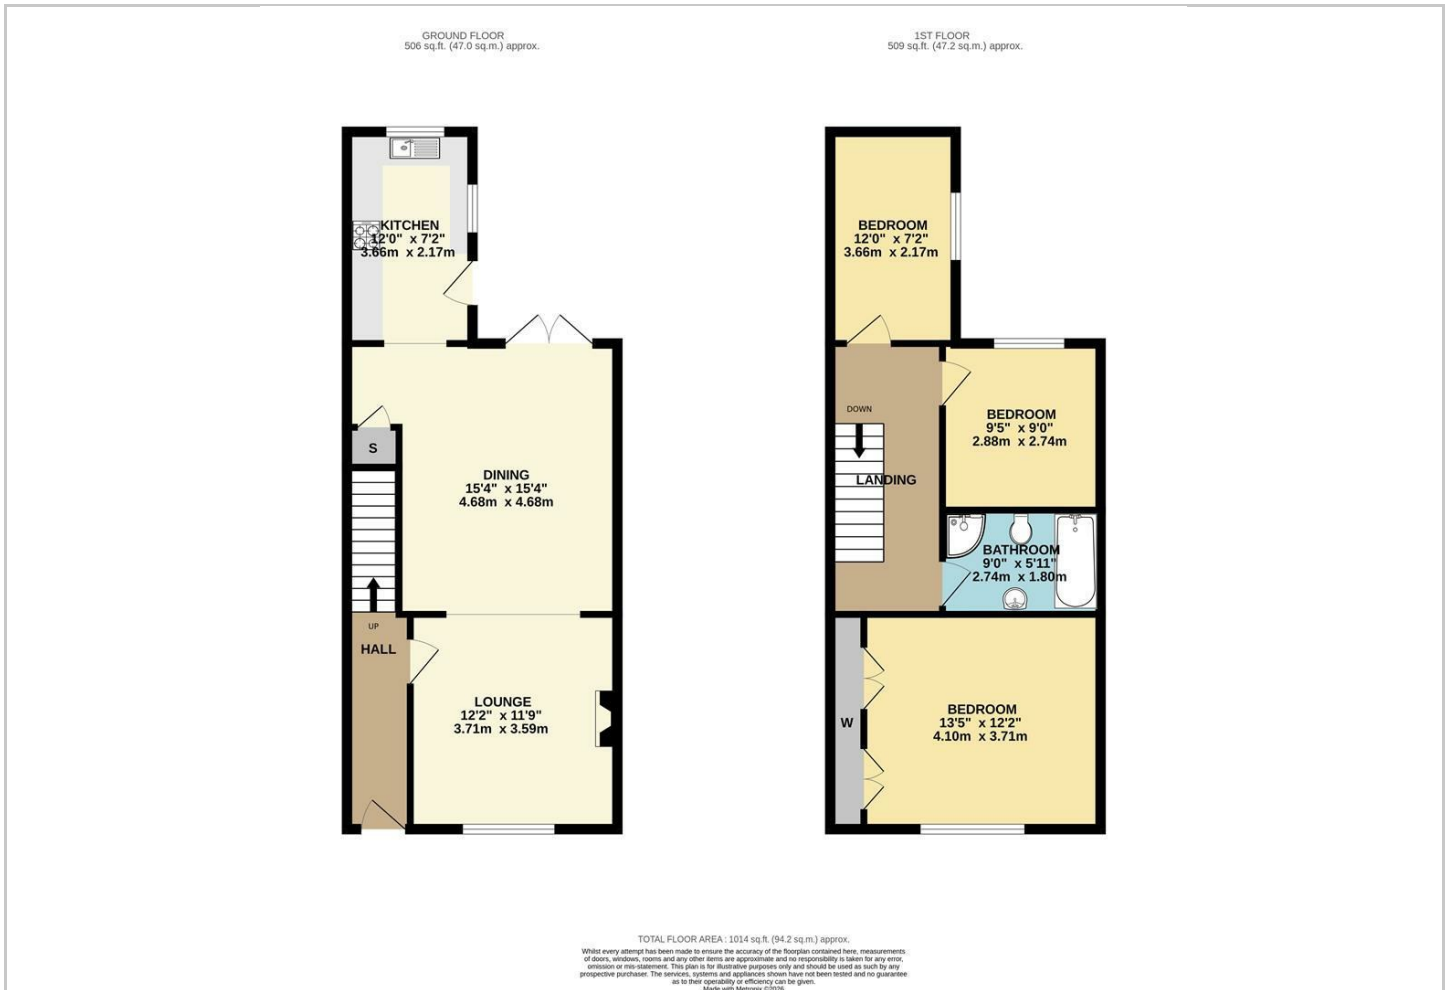 GROUND FLOOR
506 sq.ft. (47.0 sq.m.) approx.
1ST FLOOR
509 sq.ft. (47.2 sq.m.) approx.
KITCHEN
12'0" x 7'2"
3.66m x 2.17m
S
DINING
15'4" x 15'4"
4.68m x 4.68m
UP
HALL
LOUNGE
12'2" x 11'9"
3.71m x 3.59m
BEDROOM
12'0" x 7'2"
3.66m x 2.17m
DOWN
LANDING
BEDROOM
9'5" x 9'0"
2.88m x 2.74m
BATHROOM
9'0" x 5'11"
2.74m x 1.80m
W
BEDROOM
13'5" x 12'2"
4.10m x 3.71m
TOTAL FLOOR AREA : 1014 sq.ft. (94.2 sq.m.) approx.
Whilst every attempt has been made to ensure the accuracy of the floorplan contained here, measurements
of doors, windows, rooms and any other items are approximate and no responsibility is taken for any error,
omission or mis-statement. This plan is for illustrative purposes only and should be used as such by any
prospective purchaser. The services, systems and appliances shown have not been tested and no guarantee
as to their operability or efficiency can be given.
Made with Metropix ©2026